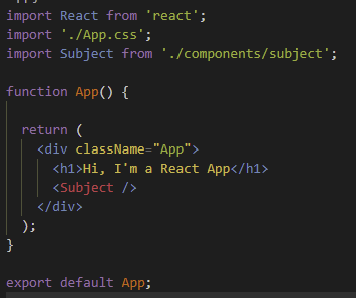 import React from 'react';
import './App.css';
import Subject from './components/subject';
function App() {
return (
<div className="App">
<h1>Hi, I'm a React App</h1>
<Subject />
</div>
);
}
export default App;